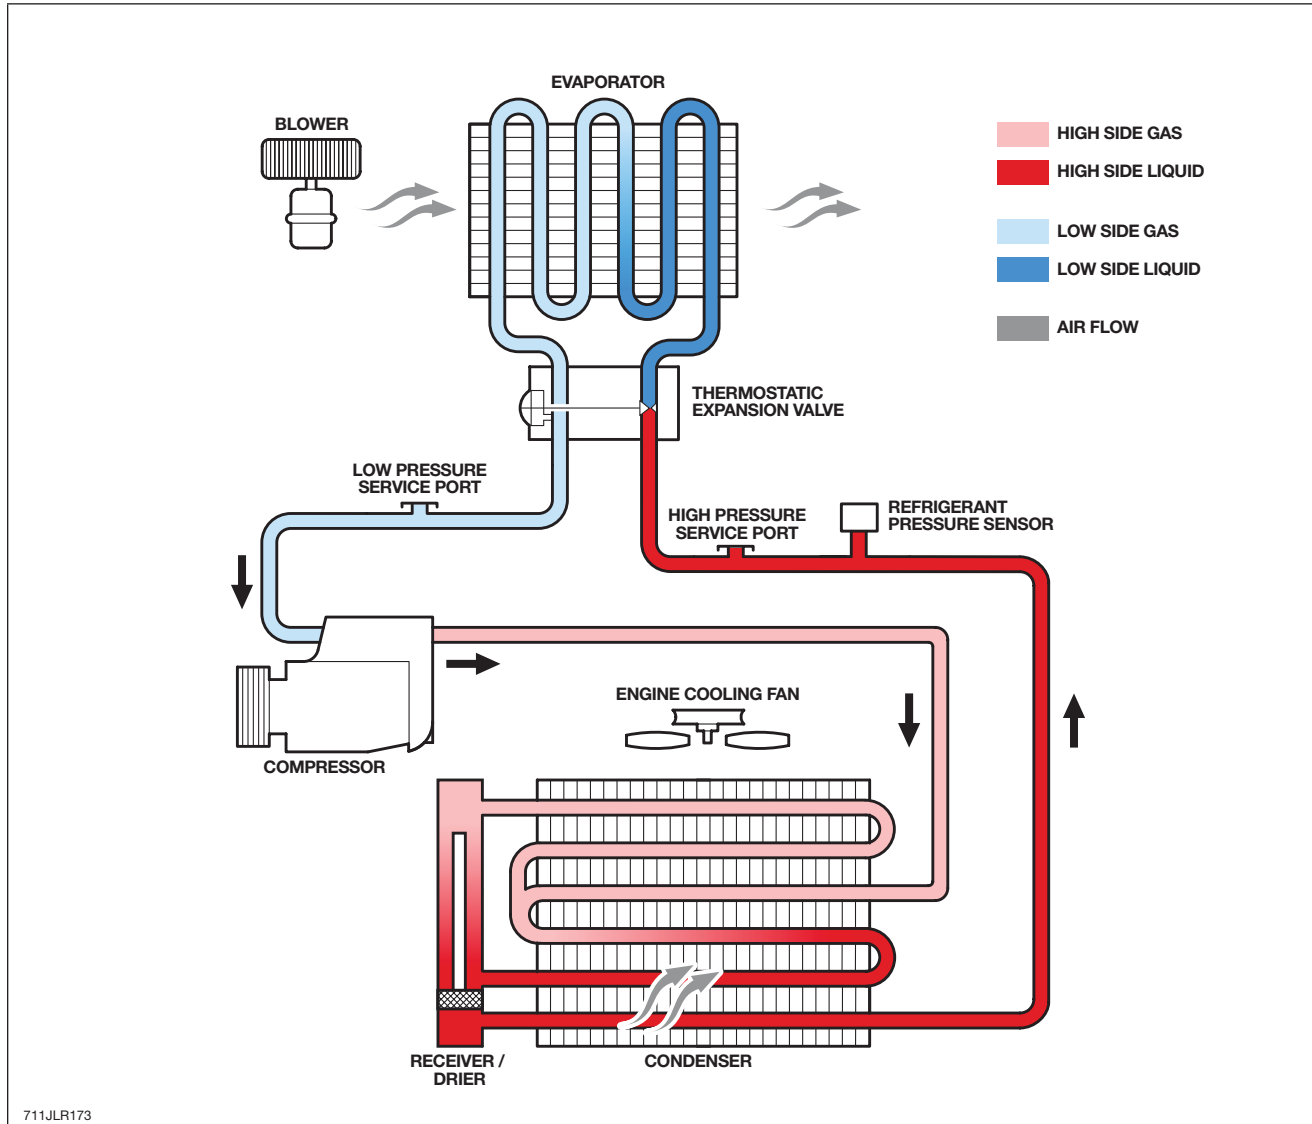 EVAPORATOR
BLOWER
HIGH SIDE GAS
HIGH SIDE LIQUID
LOW SIDE GAS
LOW SIDE LIQUID
AIR FLOW
THERMOSTATIC
EXPANSION VALVE
LOW PRESSURE
SERVICE PORT
HIGH PRESSURE
SERVICE PORT
REFRIGERANT
PRESSURE SENSOR
ENGINE COOLING FAN
COMPRESSOR
RECEIVER /
DRIER
CONDENSER
711JLR173